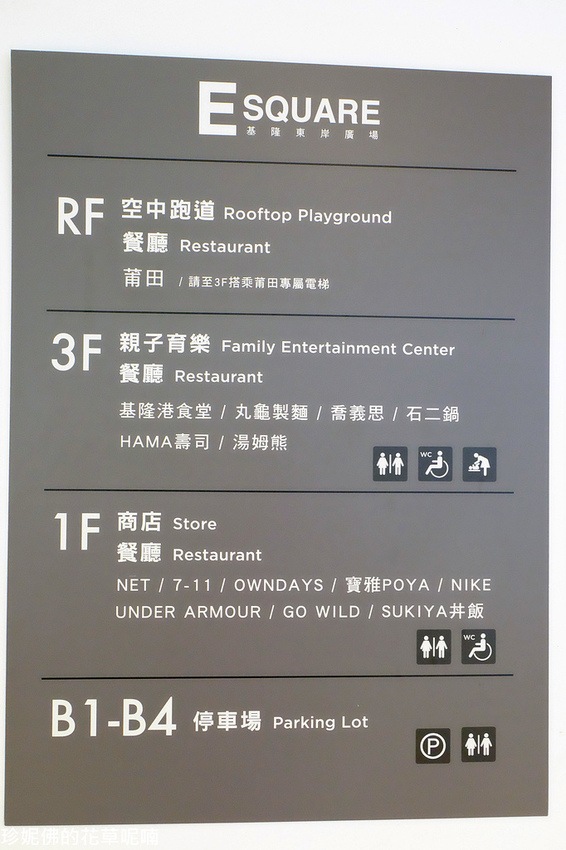 E SQUARE
基隆東岸廣場
RF 空中跑道 Rooftop Playground
餐廳 Restaurant
莆田 / 請至3F搭乘莆田專屬電梯
3F 親子育樂 Family Entertainment Center
餐廳 Restaurant
基隆港食堂 / 丸龜製麵 / 喬義思 / 石二鍋
HAMA壽司 / 湯姆熊
WC
1F 商店 Store
餐廳 Restaurant
NET / 7-11 / OWNDAYS / 寶雅POYA / NIKE
UNDER ARMOUR / GO WILD / SUKIYA丼飯
WC
B1-B4 停車場 Parking Lot
P
珍妮佛的花草呢喃